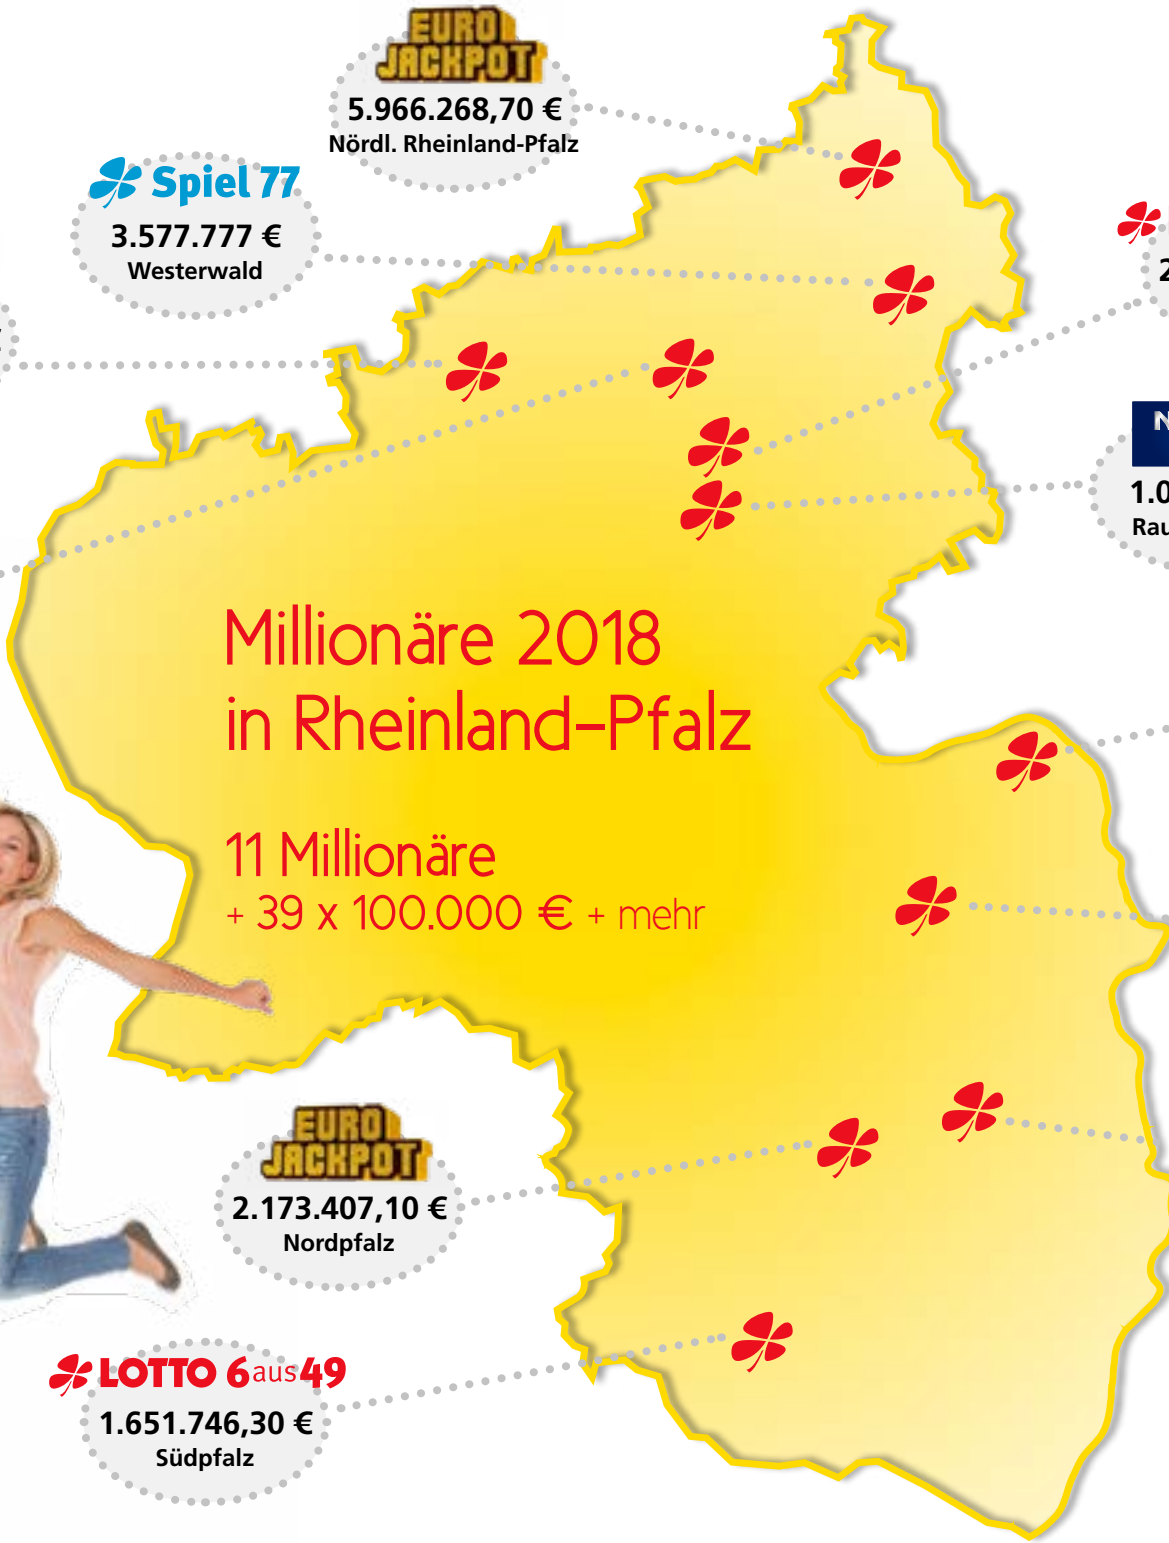 EURO
JACKPOT
5.966.268,70 €
Nördl. Rheinland-Pfalz
Spiel 77
3.577.777 €
Westerwald
Millionäre 2018
in Rheinland-Pfalz
11 Millionäre
+ 39 x 100.000 € + mehr
EURO
JACKPOT
2.173.407,10 €
Nordpfalz
LOTTO 6aus49
1.651.746,30 €
Südpfalz